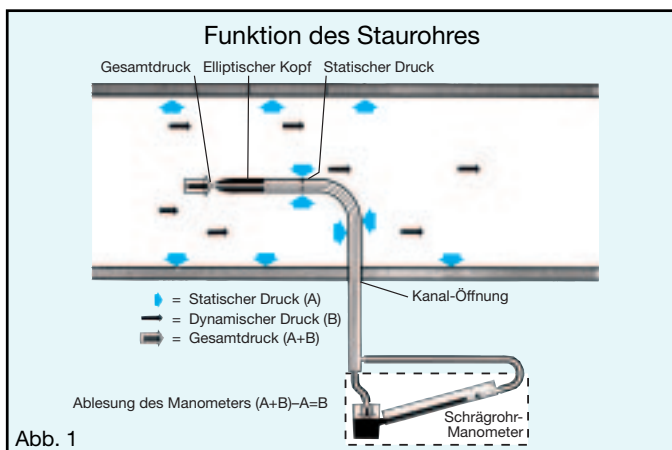 Funktion des Staurohres
Gesamtdruck Elliptischer Kopf Statischer Druck
Kanal-Öffnung
= Statischer Druck (A)
= Dynamischer Druck (B)
= Gesamtdruck (A+B)
Ablesung des Manometers (A+B)–A=B
Schrägrohr-
Manometer
Abb. 1